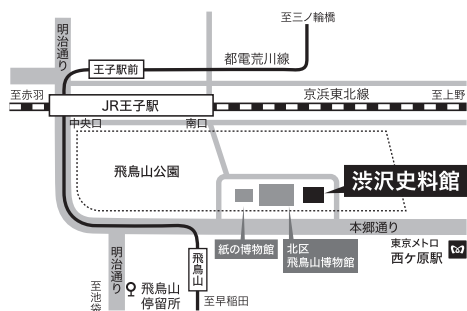 至三ノ輪橋
明治通り
都電荒川線
王子駅前
至赤羽
京浜東北線
至上野
JR王子駅
中央口
南口
飛鳥山公園
渋沢史料館
本郷通り
紙の博物館
北区
飛鳥山博物館
東京メトロ
西ケ原駅
明治通り
飛鳥山
至池袋
飛鳥山
停留所
至早稲田